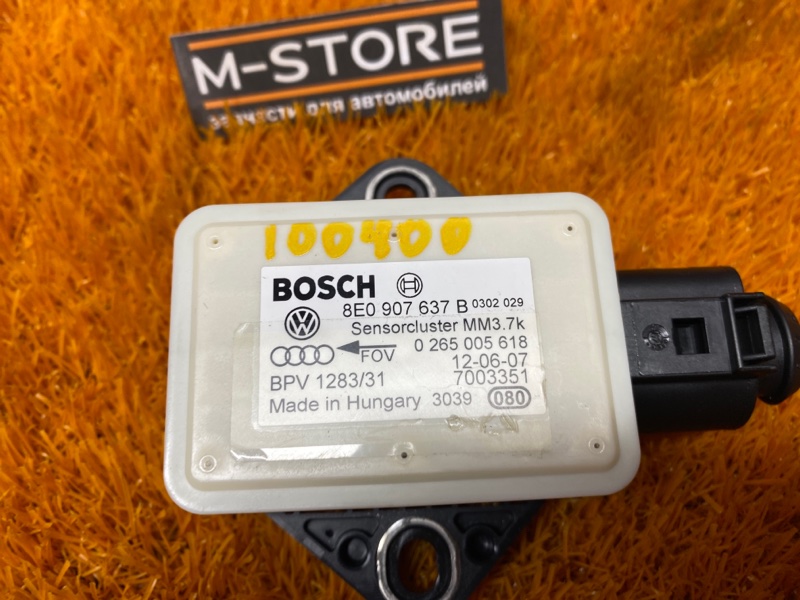 M-STORE
запчасти для автомобилей
100400
BOSCH
8E0 907 637 B 0302 029
Sensorcluster MM3.7k
FOV 0 265 005 618
12-06-07
BPV 1283/31 7003351
Made in Hungary 3039 080